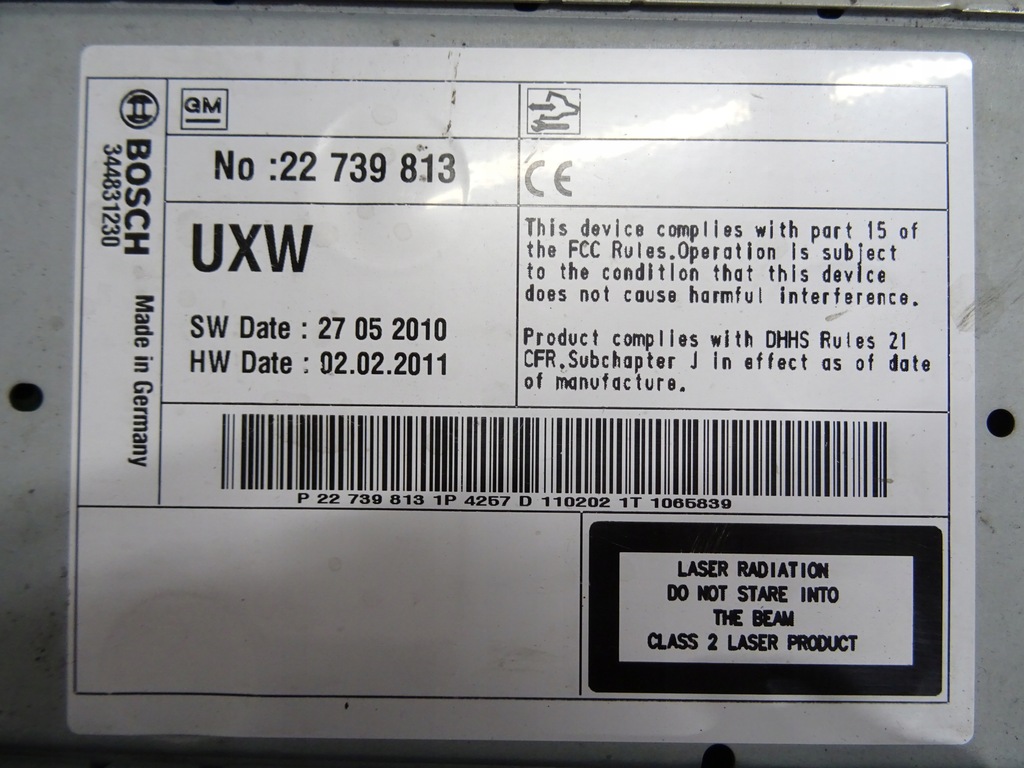 BOSCH
344831230
Made in Germany
GM
No :22 739 813
CE
UXW
SW Date : 27 05 2010
HW Date : 02.02.2011
This device complies with part 15 of
the FCC Rules.Operation is subject
to the condition that this device
does not cause harmful interference.
Product complies with DHHS Rules 21
CFR.Subchapter J in effect as of date
of manufacture.
P 22 739 813 1P 4257 D 110202 1T 1065839
LASER RADIATION
DO NOT STARE INTO
THE BEAM
CLASS 2 LASER PRODUCT